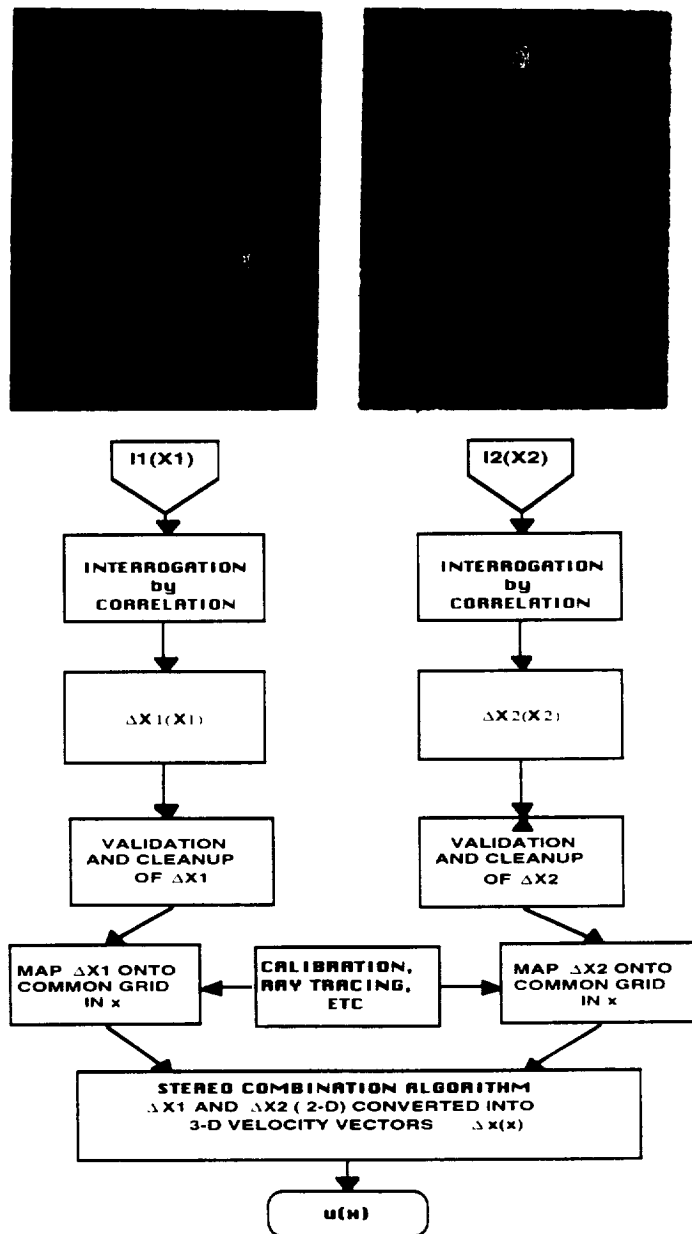 I1(X1)
I2(X2)
INTERROGATION
by
CORRELATION
INTERROGATION
by
CORRELATION
ΔX1(X1)
ΔX2(X2)
VALIDATION
AND CLEANUP
OF ΔX1
VALIDATION
AND CLEANUP
OF ΔX2
MAP ΔX1 ONTO
COMMON GRID
IN x
CALIBRATION,
RAY TRACING,
ETC
MAP ΔX2 ONTO
COMMON GRID
IN x
STEREO COMBINATION ALGORITHM
ΔX1 AND ΔX2 ( 2-D) CONVERTED INTO
3-D VELOCITY VECTORS Δx(x)
u(x)